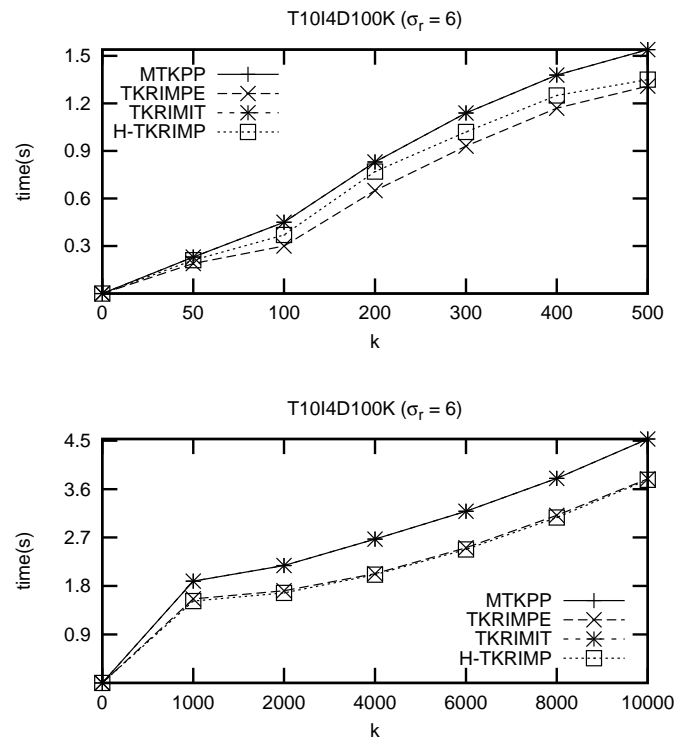 T10I4D100K (σr = 6)
time(s)
1.5
1.2
0.9
0.6
0.3
MTKPP
TKRIMPE
TKRIMIT
H-TKRIMP
0 50 100 200 300 400 500
k
T10I4D100K (σr = 6)
time(s)
4.5
3.6
2.7
1.8
0.9
MTKPP
TKRIMPE
TKRIMIT
H-TKRIMP
0 1000 2000 4000 6000 8000 10000
k